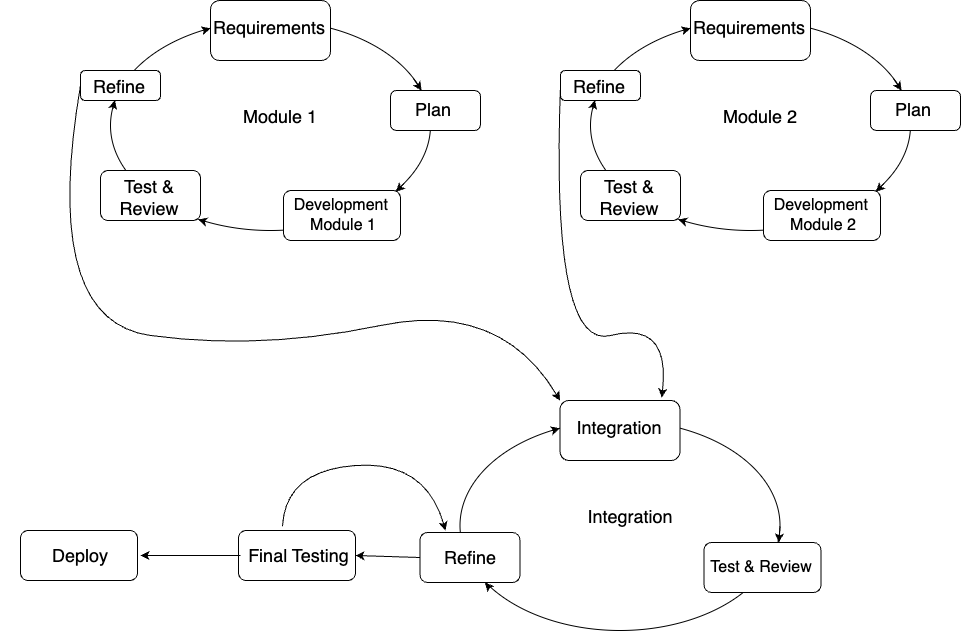 Requirements
Refine
Module 1
Plan
Test &
Review
Development
Module 1
Requirements
Refine
Module 2
Plan
Test &
Review
Development
Module 2
Integration
Integration
Deploy
Final Testing
Refine
Test & Review